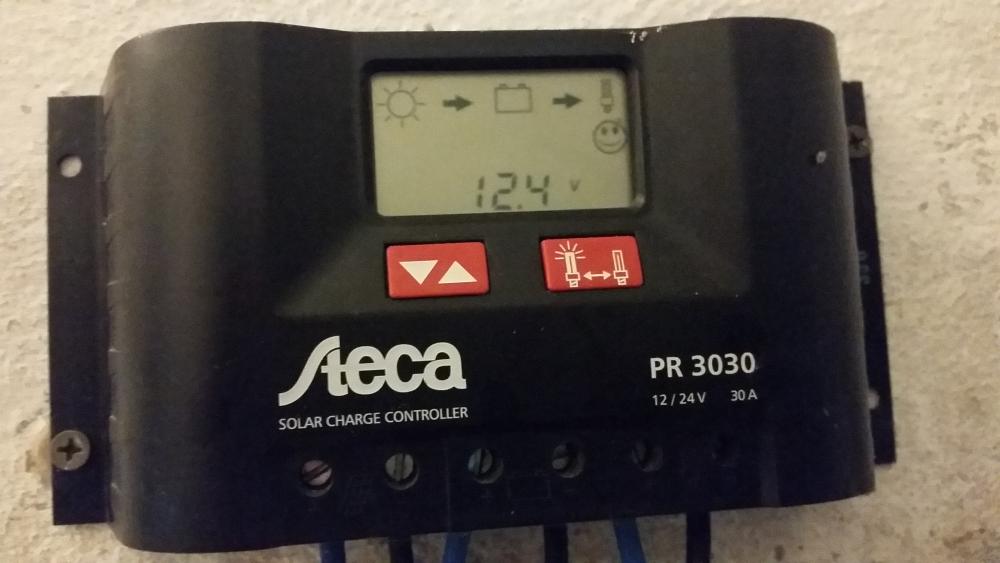 12.4 v
Steca
SOLAR CHARGE CONTROLLER
PR 3030
12 / 24 V 30 A